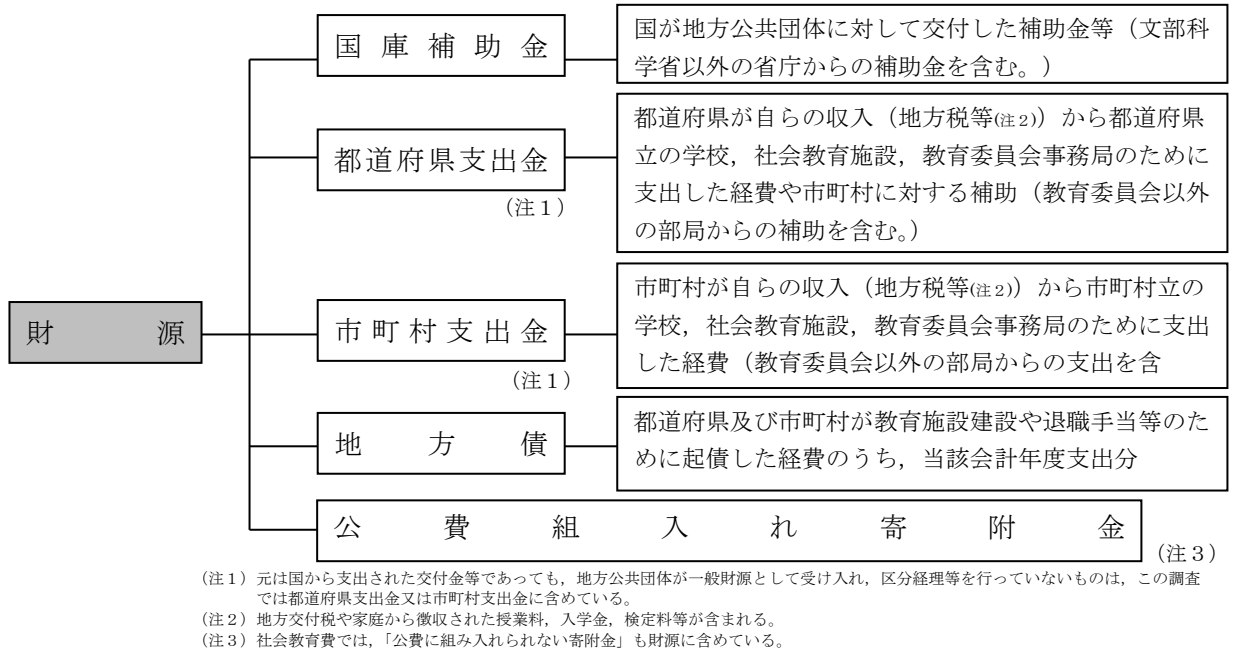 国庫補助金
国が地方公共団体に対して交付した補助金等（文部科
学省以外の省庁からの補助金を含む。）
都道府県支出金
（注１）
都道府県が自らの収入（地方税等(注２)）から都道府県
立の学校，社会教育施設，教育委員会事務局のために
支出した経費や市町村に対する補助（教育委員会以外
の部局からの補助を含む。）
財源
市町村支出金
（注１）
市町村が自らの収入（地方税等(注２)）から市町村立の
学校，社会教育施設，教育委員会事務局のために支出
した経費（教育委員会以外の部局からの支出を含
地方債
都道府県及び市町村が教育施設建設や退職手当等のた
めに起債した経費のうち，当該会計年度支出分
公費組入れ寄附金
（注３）
（注１）元は国から支出された交付金等であっても，地方公共団体が一般財源として受け入れ，区分経理等を行っていないものは，この調査
では都道府県支出金又は市町村支出金に含めている。
（注２）地方交付税や家庭から徴収された授業料，入学金，検定料等が含まれる。
（注３）社会教育費では，「公費に組み入れられない寄附金」も財源に含めている。